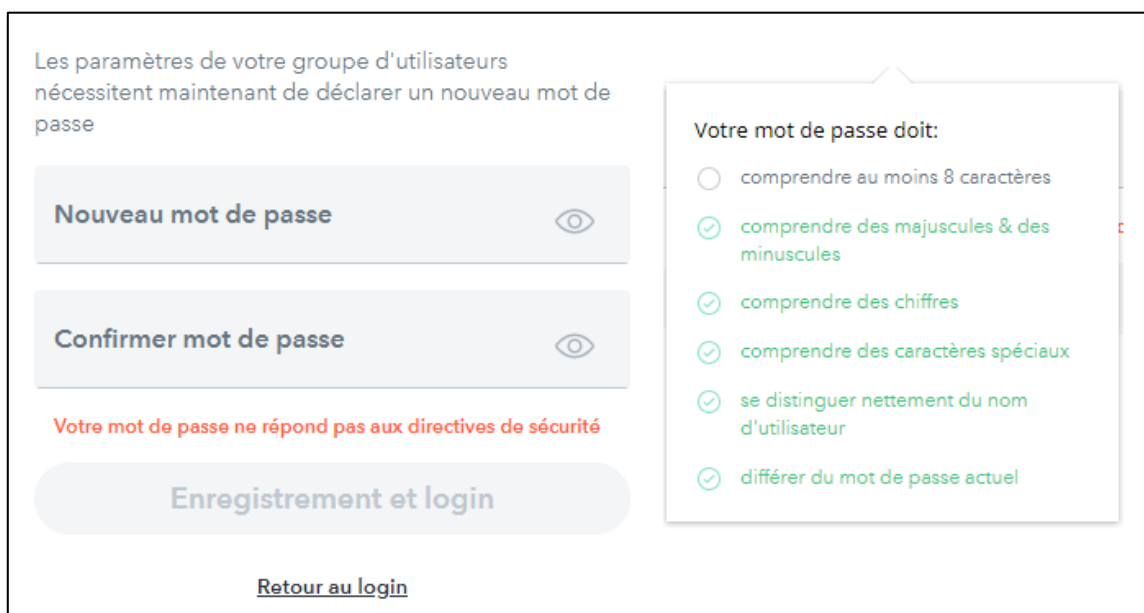 Les paramètres de votre groupe d'utilisateurs
nécessitent maintenant de déclarer un nouveau mot de
passe
Nouveau mot de passe
Confirmer mot de passe
Votre mot de passe ne répond pas aux directives de sécurité
Enregistrement et login
Retour au login
Votre mot de passe doit:
comprendre au moins 8 caractères
comprendre des majuscules & des
minuscules
comprendre des chiffres
comprendre des caractères spéciaux
se distinguer nettement du nom
d'utilisateur
différer du mot de passe actuel